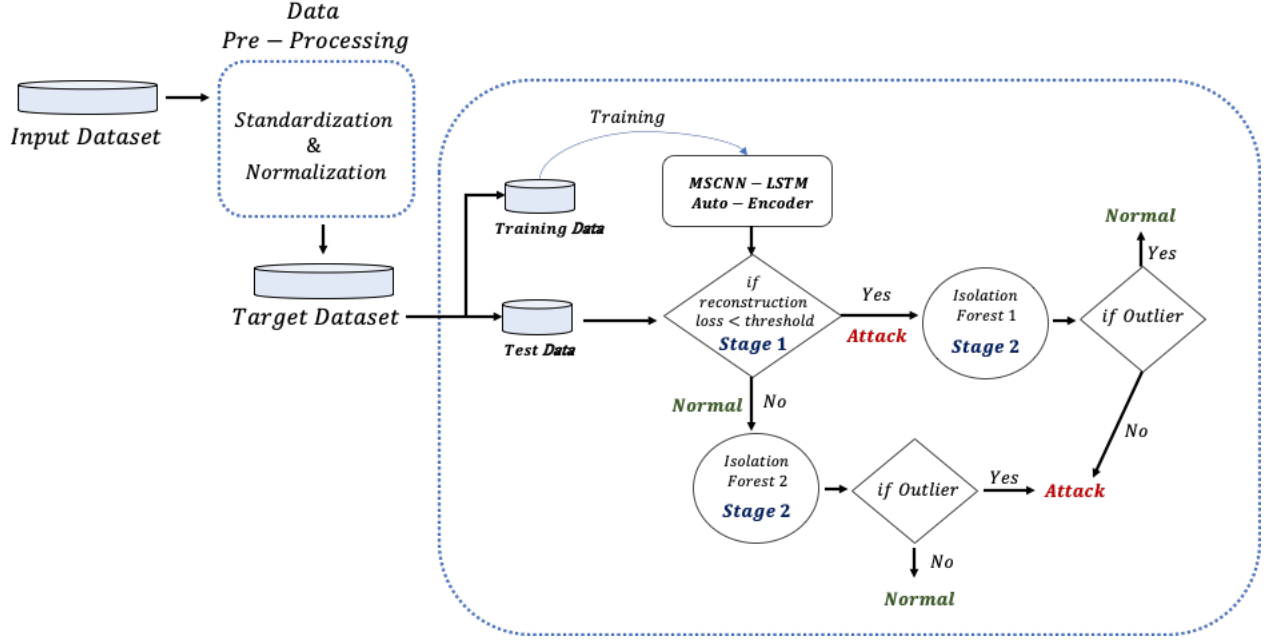 Data
Pre – Processing
Input Dataset
Standardization
&
Normalization
Target Dataset
Training
Training Data
Test Data
MSCNN – LSTM
Auto – Encoder
if
reconstruction
loss < threshold
Stage 1
Yes
Attack
Isolation
Forest 1
Stage 2
if Outlier
Yes
Normal
No
Attack
Normal
No
Isolation
Forest 2
Stage 2
if Outlier
Yes
No
Normal